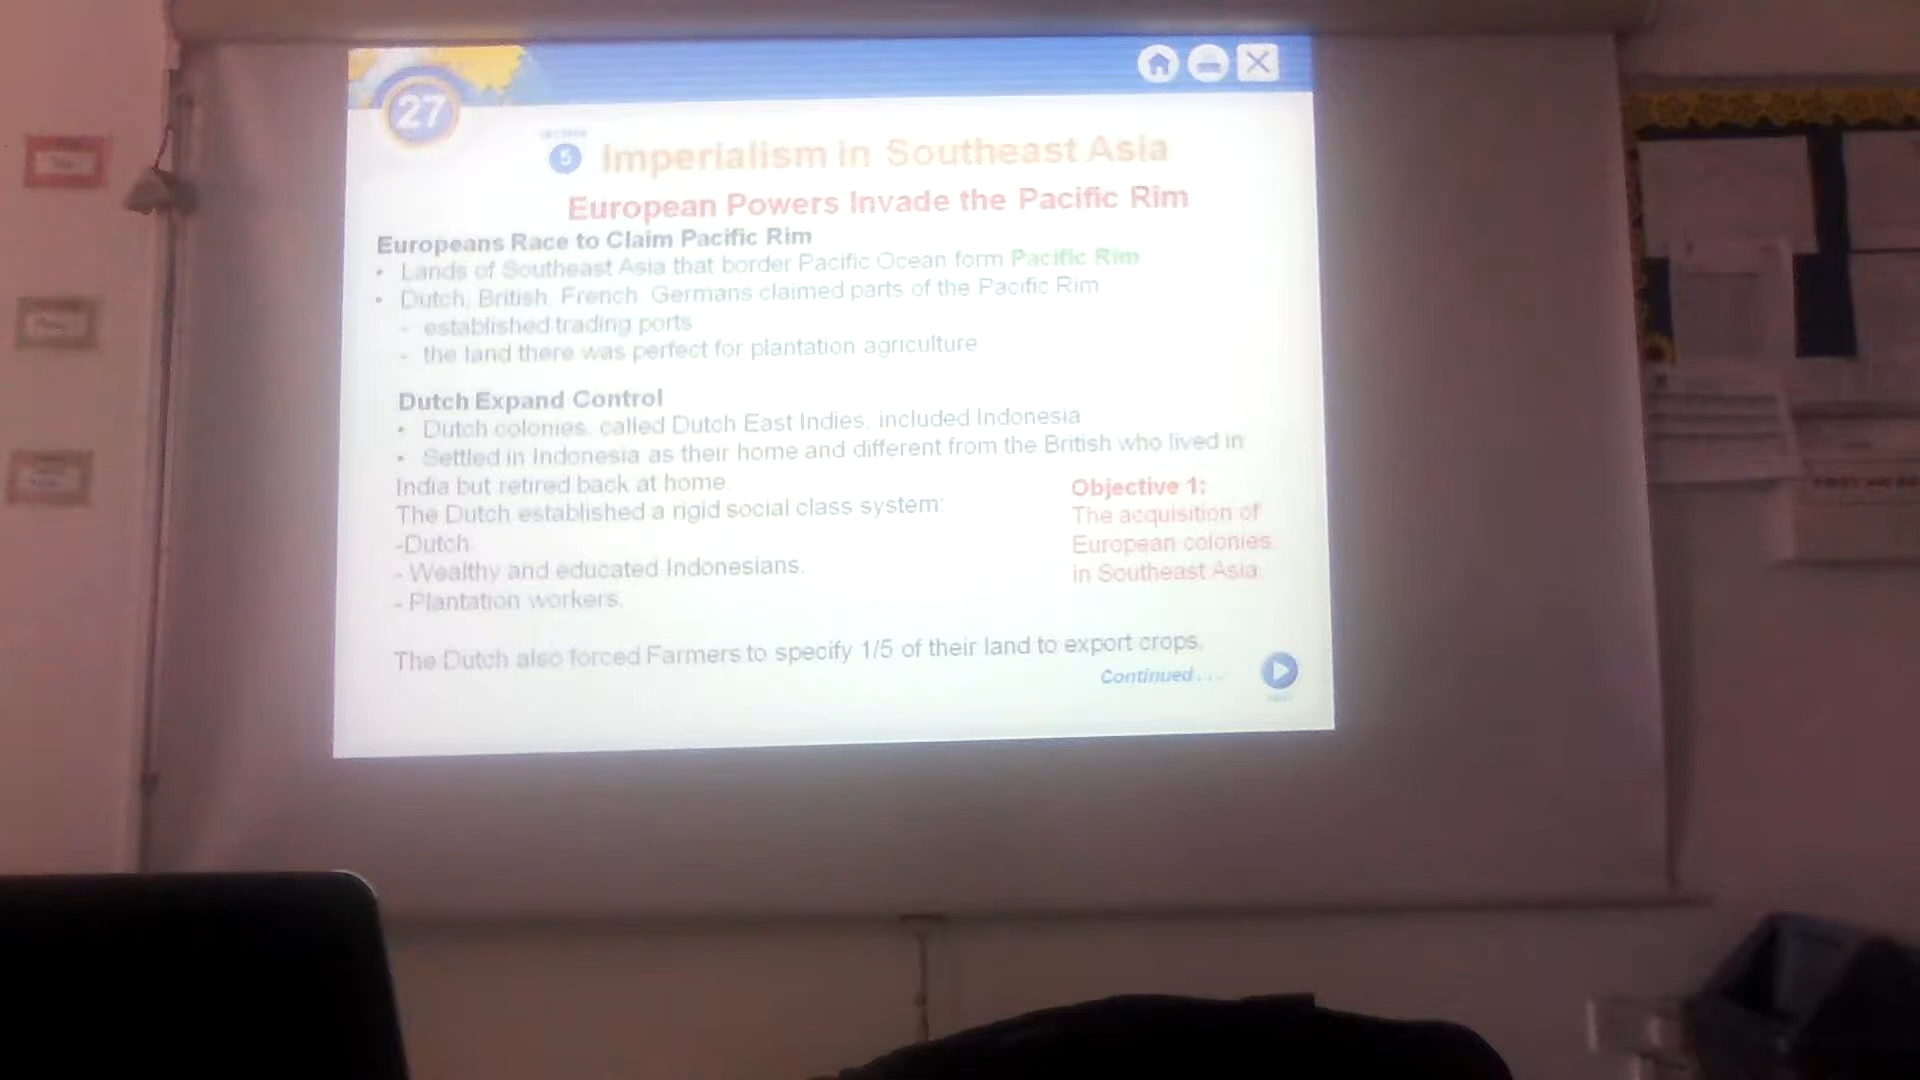 27
5 Imperialism in Southeast Asia
European Powers Invade the Pacific Rim
Europeans Race to Claim Pacific Rim
• Lands of Southeast Asia that border Pacific Ocean form Pacific Rim
• Dutch, British, French, Germans claimed parts of the Pacific Rim
- established trading ports
- the land there was perfect for plantation agriculture
Dutch Expand Control
• Dutch colonies, called Dutch East Indies, included Indonesia
• Settled in Indonesia as their home and different from the British who lived in
India but retired back at home.
The Dutch established a rigid social class system:
-Dutch.
- Wealthy and educated Indonesians.
- Plantation workers.
Objective 1:
The acquisition of
European colonies
in Southeast Asia
The Dutch also forced Farmers to specify 1/5 of their land to export crops.
Continued . . .